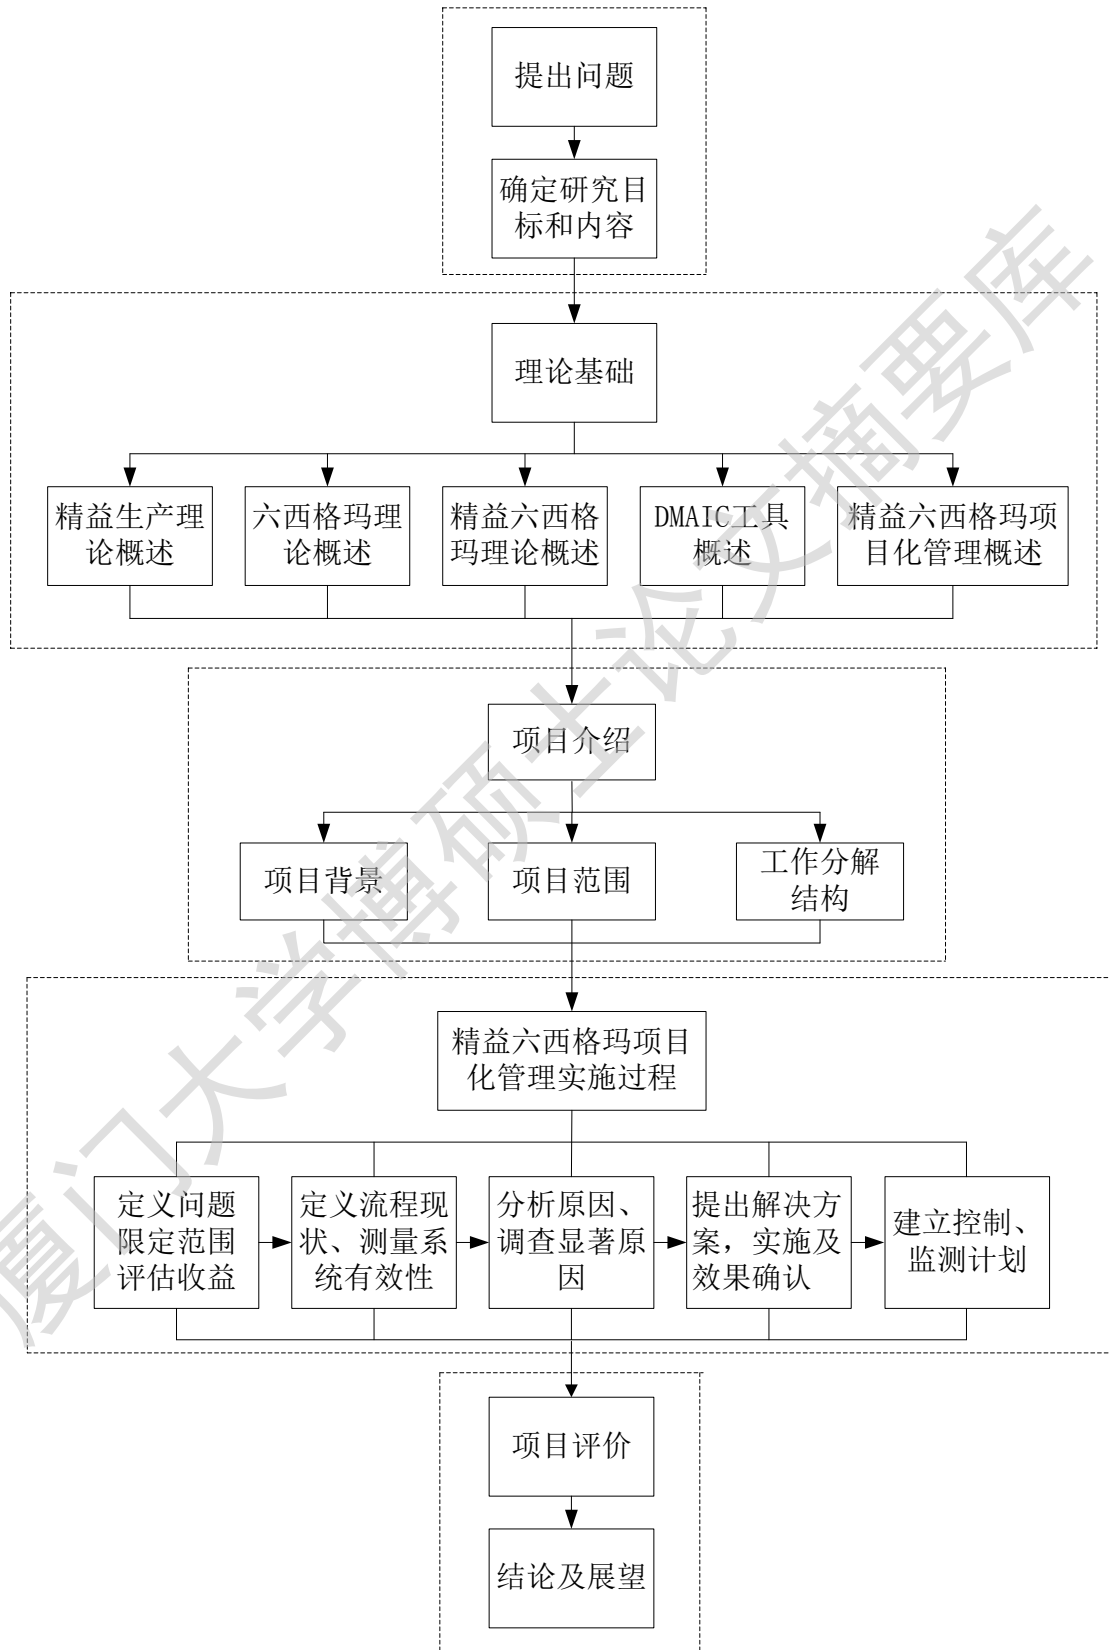 提出问题
确定研究目
标和内容
理论基础
精益生产理
论概述
六西格玛理
论概述
精益六西格
玛理论概述
DMAIC工具
概述
精益六西格玛项
目化管理概述
项目介绍
项目背景
项目范围
工作分解
结构
精益六西格玛项目
化管理实施过程
定义问题
限定范围
评估收益
定义流程现
状、测量系
统有效性
分析原因、
调查显著原
因
提出解决方
案，实施及
效果确认
建立控制、
监测计划
项目评价
结论及展望
厦门大学博硕士论文摘要库